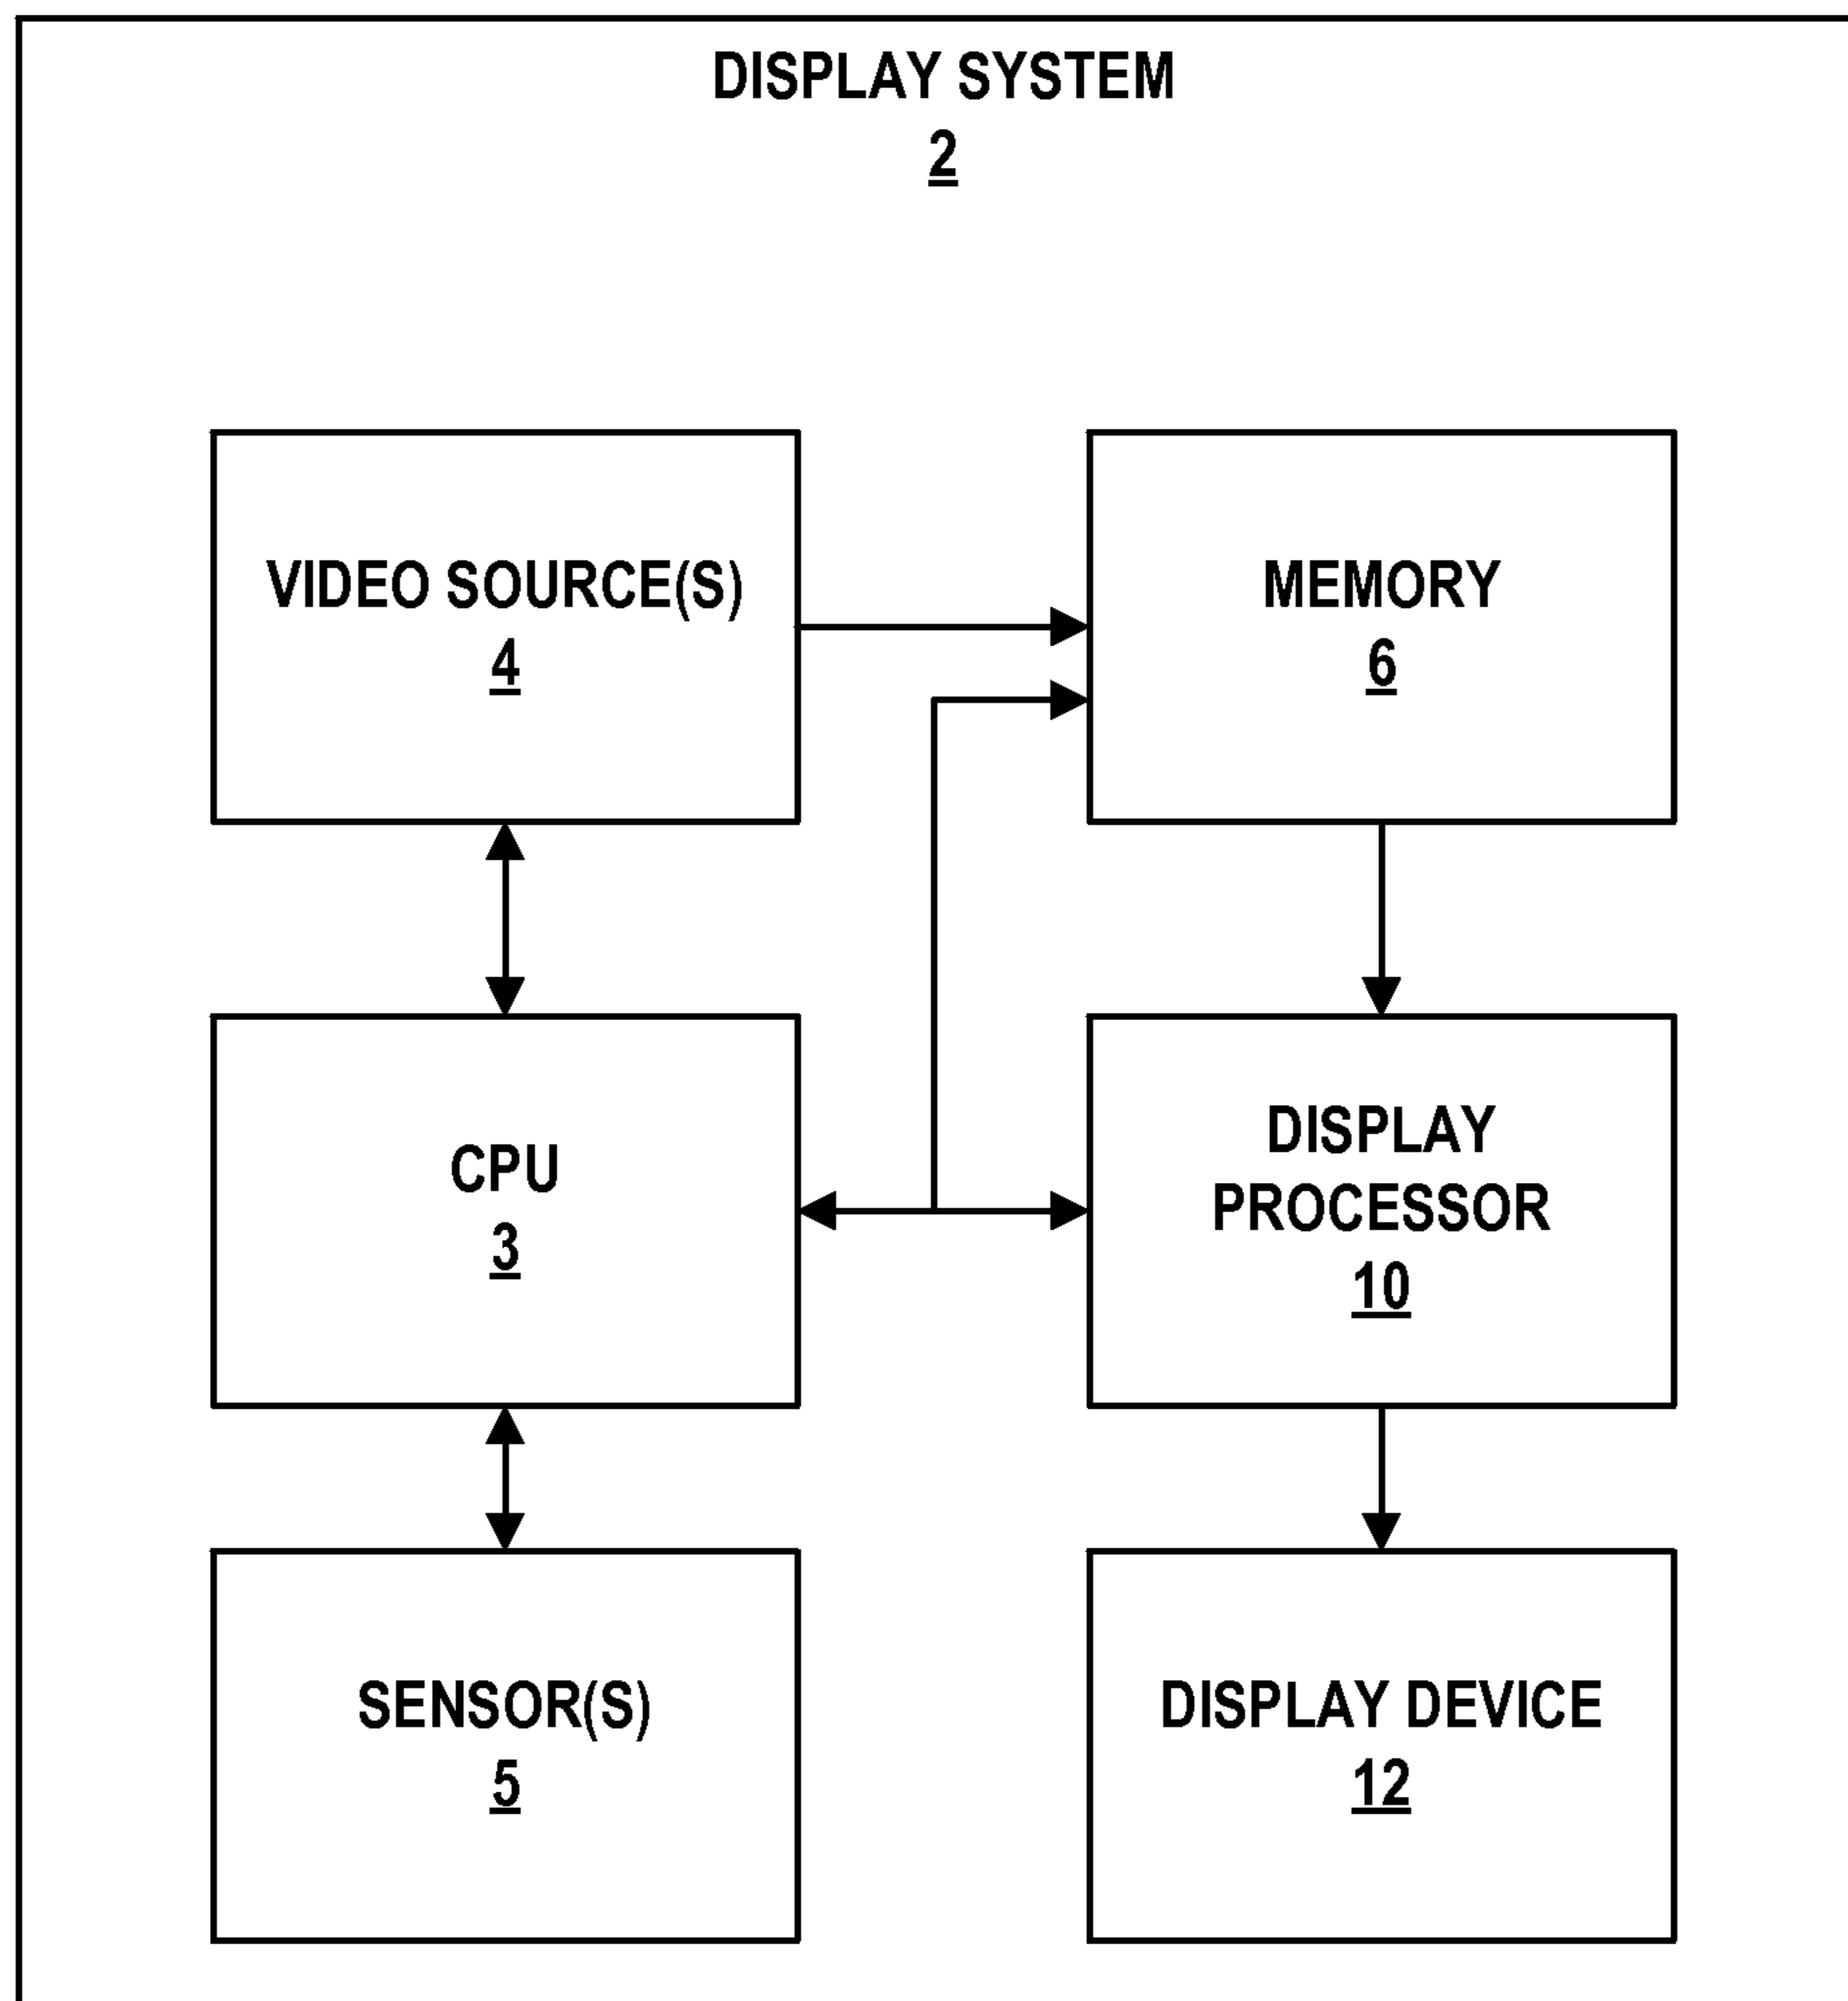 DISPLAY SYSTEM
2
VIDEO SOURCE(S)
4
MEMORY
6
CPU
3
DISPLAY
PROCESSOR
10
SENSOR(S)
5
DISPLAY DEVICE
12